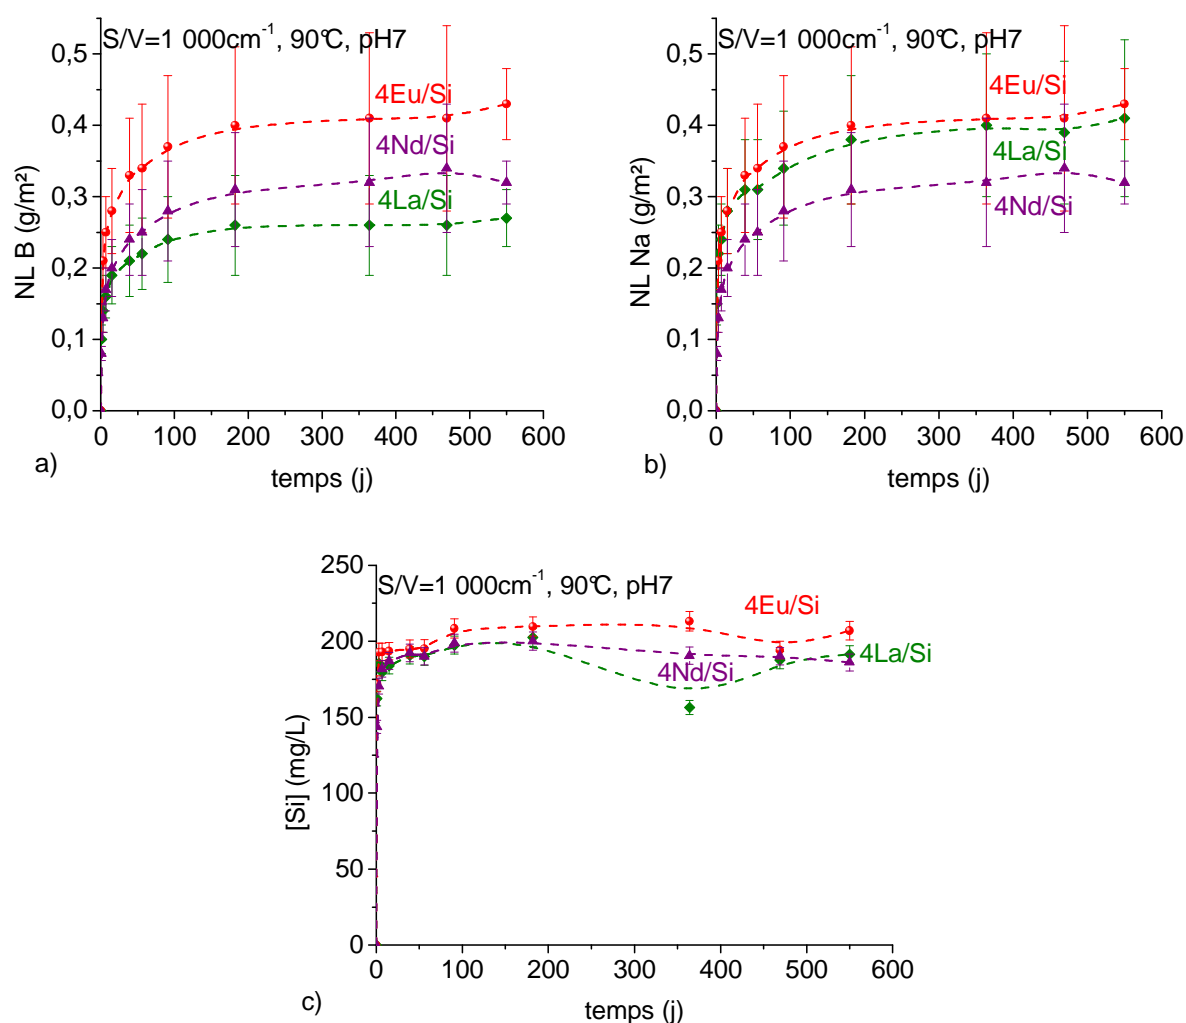 S/V=1 000cm-1, 90°C, pH7
0,5
0,4
0,3
0,2
0,1
0,0
NL B (g/m²)
4Eu/Si
4Nd/Si
4La/Si
0 100 200 300 400 500 600
temps (j)
a)
S/V=1 000cm-1, 90°C, pH7
0,5
0,4
0,3
0,2
0,1
0,0
NL Na (g/m²)
4Eu/Si
4La/Si
4Nd/Si
0 100 200 300 400 500 600
temps (j)
b)
S/V=1 000cm-1, 90°C, pH7
250
200
150
100
50
0
[Si] (mg/L)
4Eu/Si
4La/Si
4Nd/Si
0 100 200 300 400 500 600
temps (j)
c)